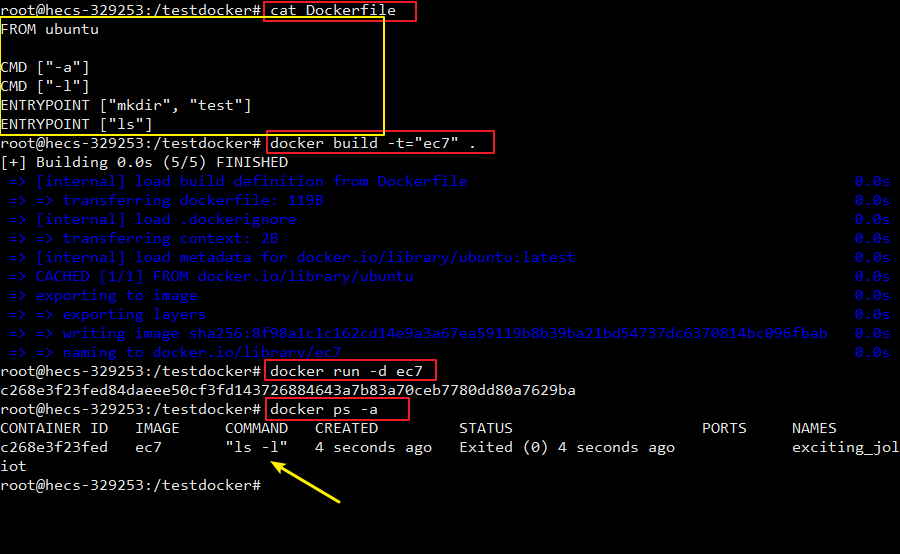 root@hecs-329253:/testdocker# cat Dockerfile
FROM ubuntu
CMD ["-a"]
CMD ["-l"]
ENTRYPOINT ["mkdir", "test"]
ENTRYPOINT ["ls"]
root@hecs-329253:/testdocker# docker build -t="ec7" .
[+] Building 0.0s (5/5) FINISHED
=> [internal] load build definition from Dockerfile 0.0s
=> => transferring dockerfile: 119B 0.0s
=> [internal] load .dockerignore 0.0s
=> => transferring context: 2B 0.0s
=> [internal] load metadata for docker.io/library/ubuntu:latest 0.0s
=> CACHED [1/1] FROM docker.io/library/ubuntu 0.0s
=> exporting to image 0.0s
=> => exporting layers 0.0s
=> => writing image sha256:8f98a1c1c162cd14e9a3a67ea59119b8b39ba21bd54737dc6370814bc096fbab 0.0s
=> => naming to docker.io/library/ec7 0.0s
root@hecs-329253:/testdocker# docker run -d ec7
c268e3f23fed84daeee50cf3fd143726884643a7b83a70ceb7780dd80a7629ba
root@hecs-329253:/testdocker# docker ps -a
CONTAINER ID IMAGE COMMAND CREATED STATUS PORTS NAMES
c268e3f23fed ec7 "ls -l" 4 seconds ago Exited (0) 4 seconds ago exciting_jol
iot
root@hecs-329253:/testdocker#